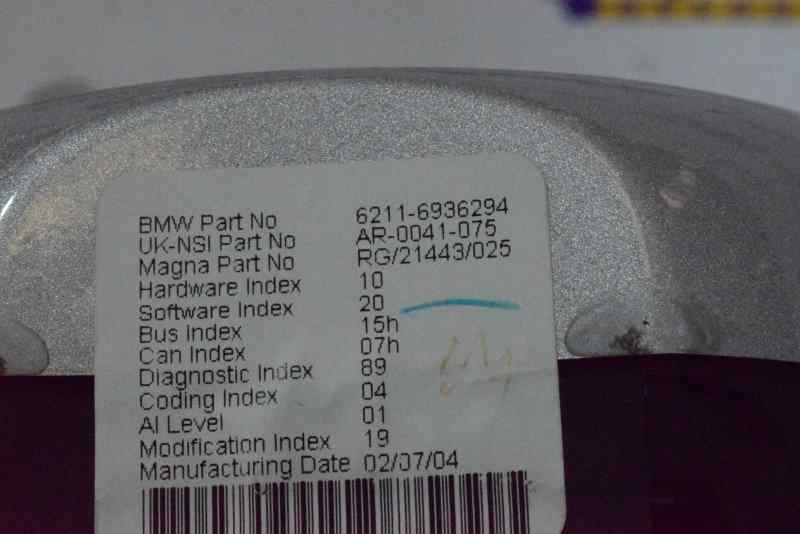 BMW Part No 6211-6936294
UK-NSI Part No AR-0041-075
Magna Part No RG/21443/025
Hardware Index 10
Software Index 20
Bus Index 15h
Can Index 07h
Diagnostic Index 89
Coding Index 04
AI Level 01
Modification Index 19
Manufacturing Date 02/07/04